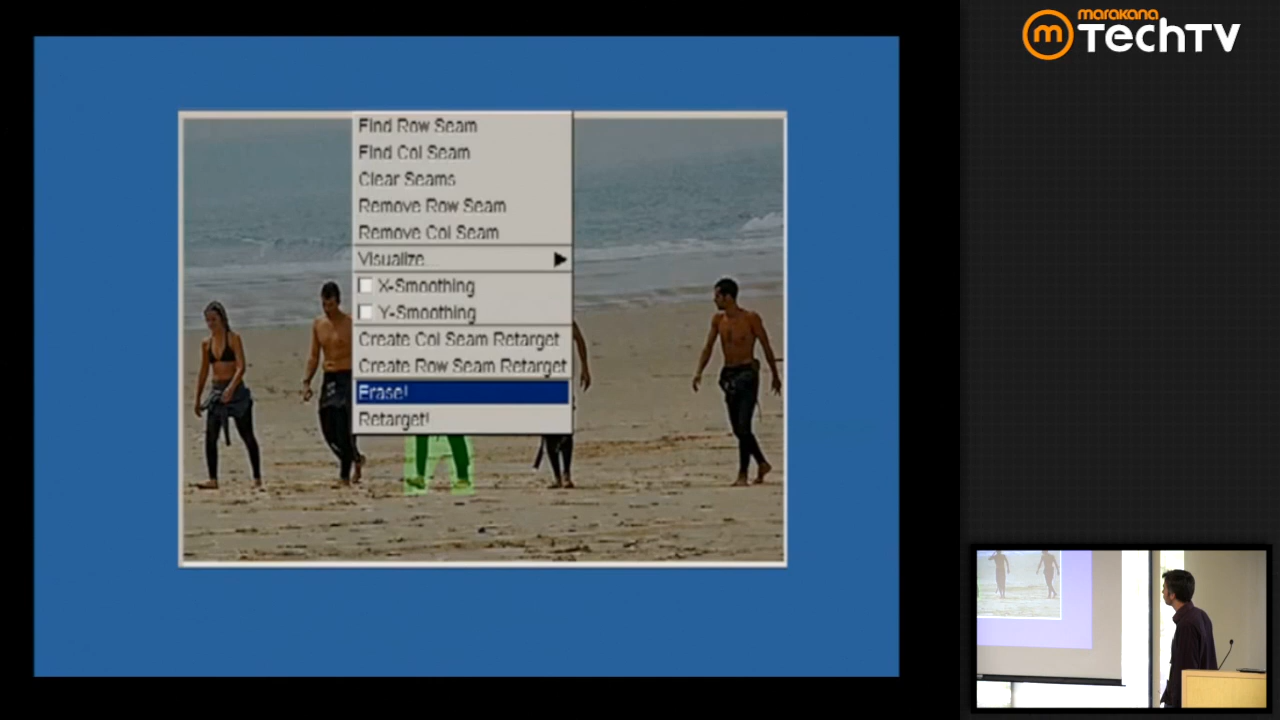 marakana
m TechTV
Find Row Seam
Find Col Seam
Clear Seams
Remove Row Seam
Remove Col Seam
Visualize...
X-Smoothing
Y-Smoothing
Create Col Seam Retarget
Create Row Seam Retarget
Erase!
Retarget!